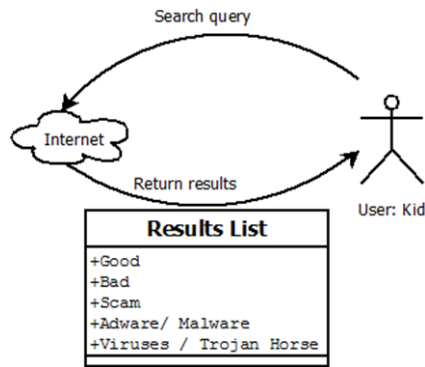 Search query
Internet
Return results
User: Kid
Results List
+Good
+Bad
+Scam
+Adware/ Malware
+Viruses / Trojan Horse